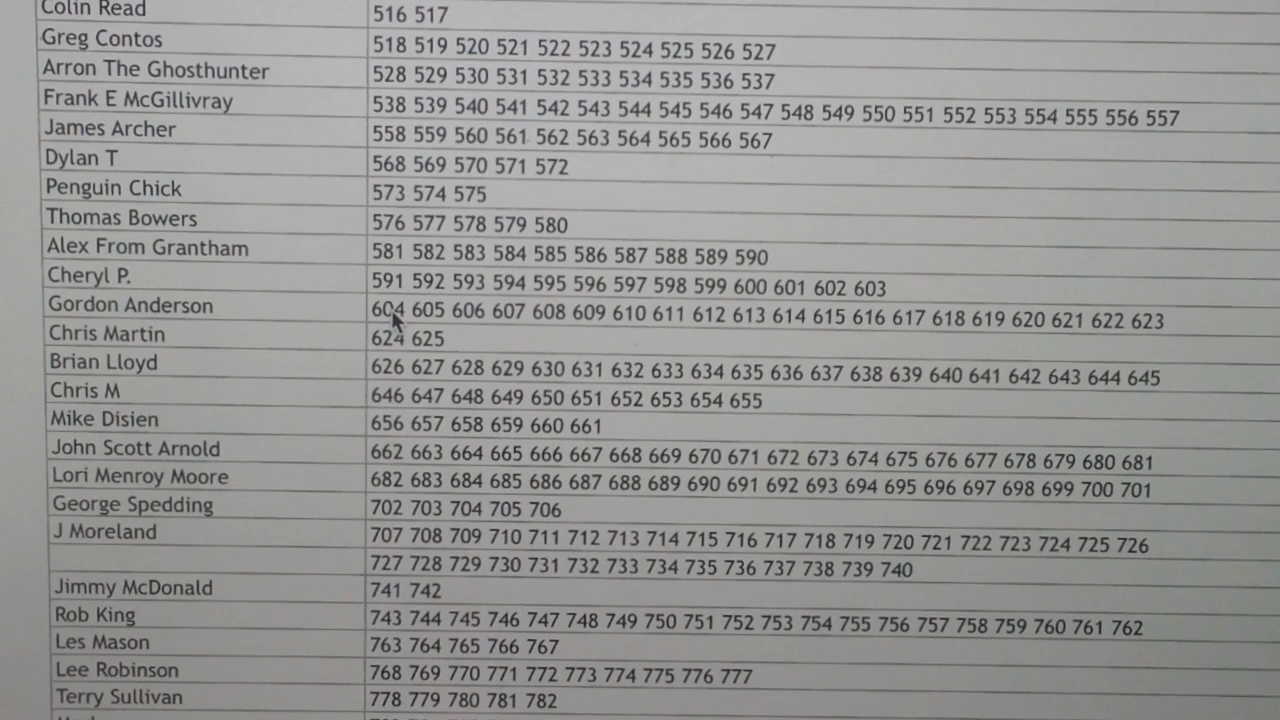 Colin Read 516 517
Greg Contos 518 519 520 521 522 523 524 525 526 527
Arron The Ghosthunter 528 529 530 531 532 533 534 535 536 537
Frank E McGillivray 538 539 540 541 542 543 544 545 546 547 548 549 550 551 552 553 554 555 556 557
James Archer 558 559 560 561 562 563 564 565 566 567
Dylan T 568 569 570 571 572
Penguin Chick 573 574 575
Thomas Bowers 576 577 578 579 580
Alex From Grantham 581 582 583 584 585 586 587 588 589 590
Cheryl P. 591 592 593 594 595 596 597 598 599 600 601 602 603
Gordon Anderson 604 605 606 607 608 609 610 611 612 613 614 615 616 617 618 619 620 621 622 623
Chris Martin 624 625
Brian Lloyd 626 627 628 629 630 631 632 633 634 635 636 637 638 639 640 641 642 643 644 645
Chris M 646 647 648 649 650 651 652 653 654 655
Mike Disien 656 657 658 659 660 661
John Scott Arnold 662 663 664 665 666 667 668 669 670 671 672 673 674 675 676 677 678 679 680 681
Lori Menroy Moore 682 683 684 685 686 687 688 689 690 691 692 693 694 695 696 697 698 699 700 701
George Spedding 702 703 704 705 706
J Moreland 707 708 709 710 711 712 713 714 715 716 717 718 719 720 721 722 723 724 725 726
727 728 729 730 731 732 733 734 735 736 737 738 739 740
Jimmy McDonald 741 742
Rob King 743 744 745 746 747 748 749 750 751 752 753 754 755 756 757 758 759 760 761 762
Les Mason 763 764 765 766 767
Lee Robinson 768 769 770 771 772 773 774 775 776 777
Terry Sullivan 778 779 780 781 782